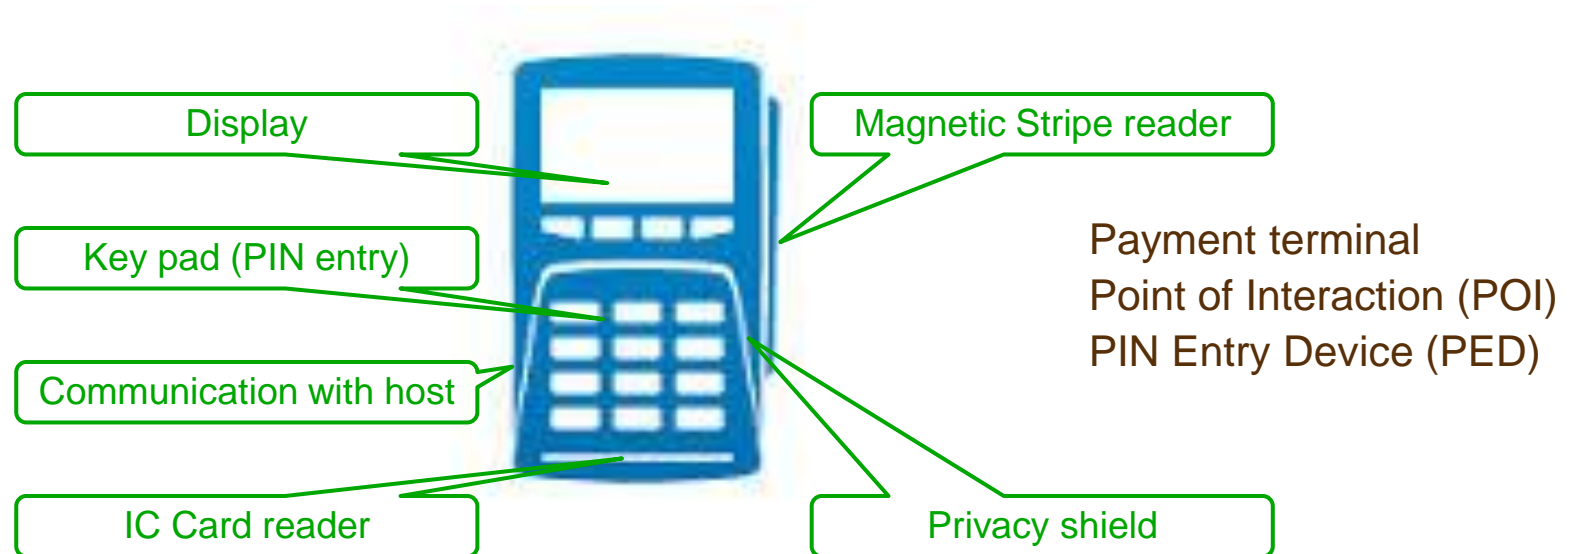 Display
Magnetic Stripe reader
Key pad (PIN entry)
Payment terminal
Point of Interaction (POI)
PIN Entry Device (PED)
Communication with host
IC Card reader
Privacy shield